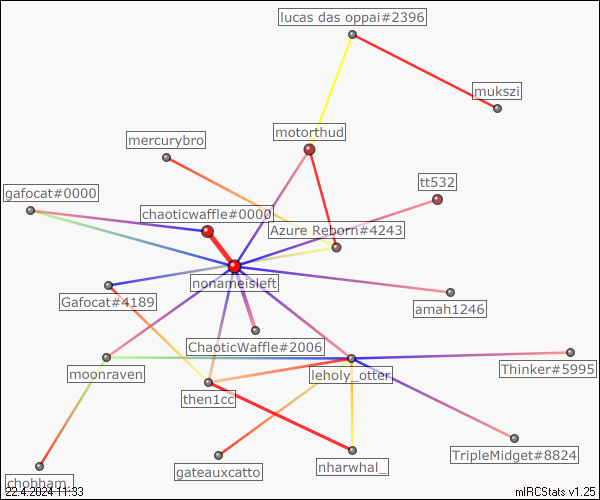 lucas das oppai#2396
mukszi
motorthud
mercurybro
tt532
gafocat#0000
chaoticwaffle#0000
Azure Reborn#4243
nonameisleft
Gafocat#4189
amah1246
ChaoticWaffle#2006
moonraven
leholy_otter
Thinker#5995
then1cc
TripleMidget#8824
nharwhal_
gateauxcatto
chobham.
22.4.2024 11:33
mIRCStats v1.25